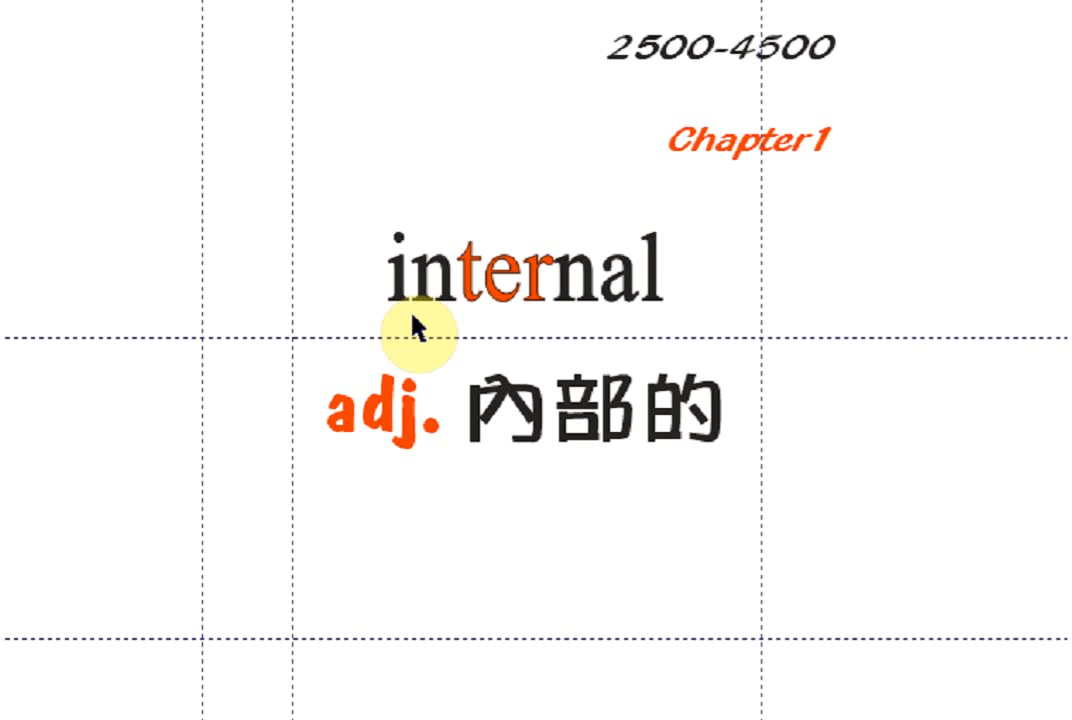 2500-4500
Chapter1
internal
adj. 內部的